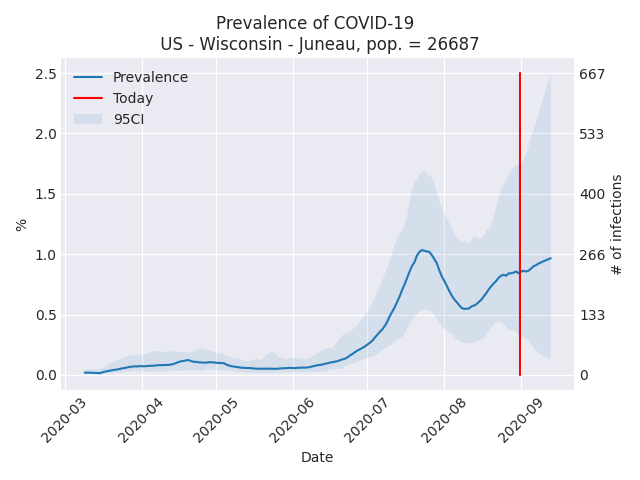 Prevalence of COVID-19
US - Wisconsin - Juneau, pop. = 26687
Prevalence
Today
95CI
2.5
2.0
1.5
1.0
0.5
0.0
%
667
533
400
266
133
0
# of infections
2020-03
2020-04
2020-05
2020-06
2020-07
2020-08
2020-09
Date